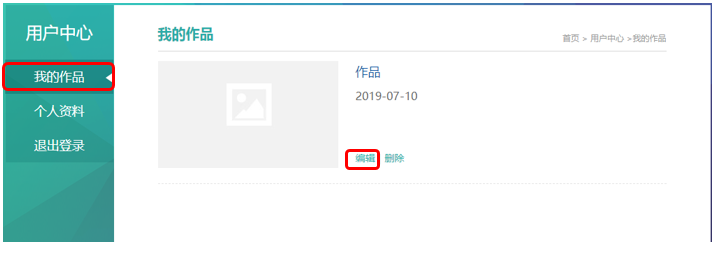 用户中心
我的作品
个人资料
退出登录
我的作品
首页 > 用户中心 >我的作品
作品
2019-07-10
编辑 删除